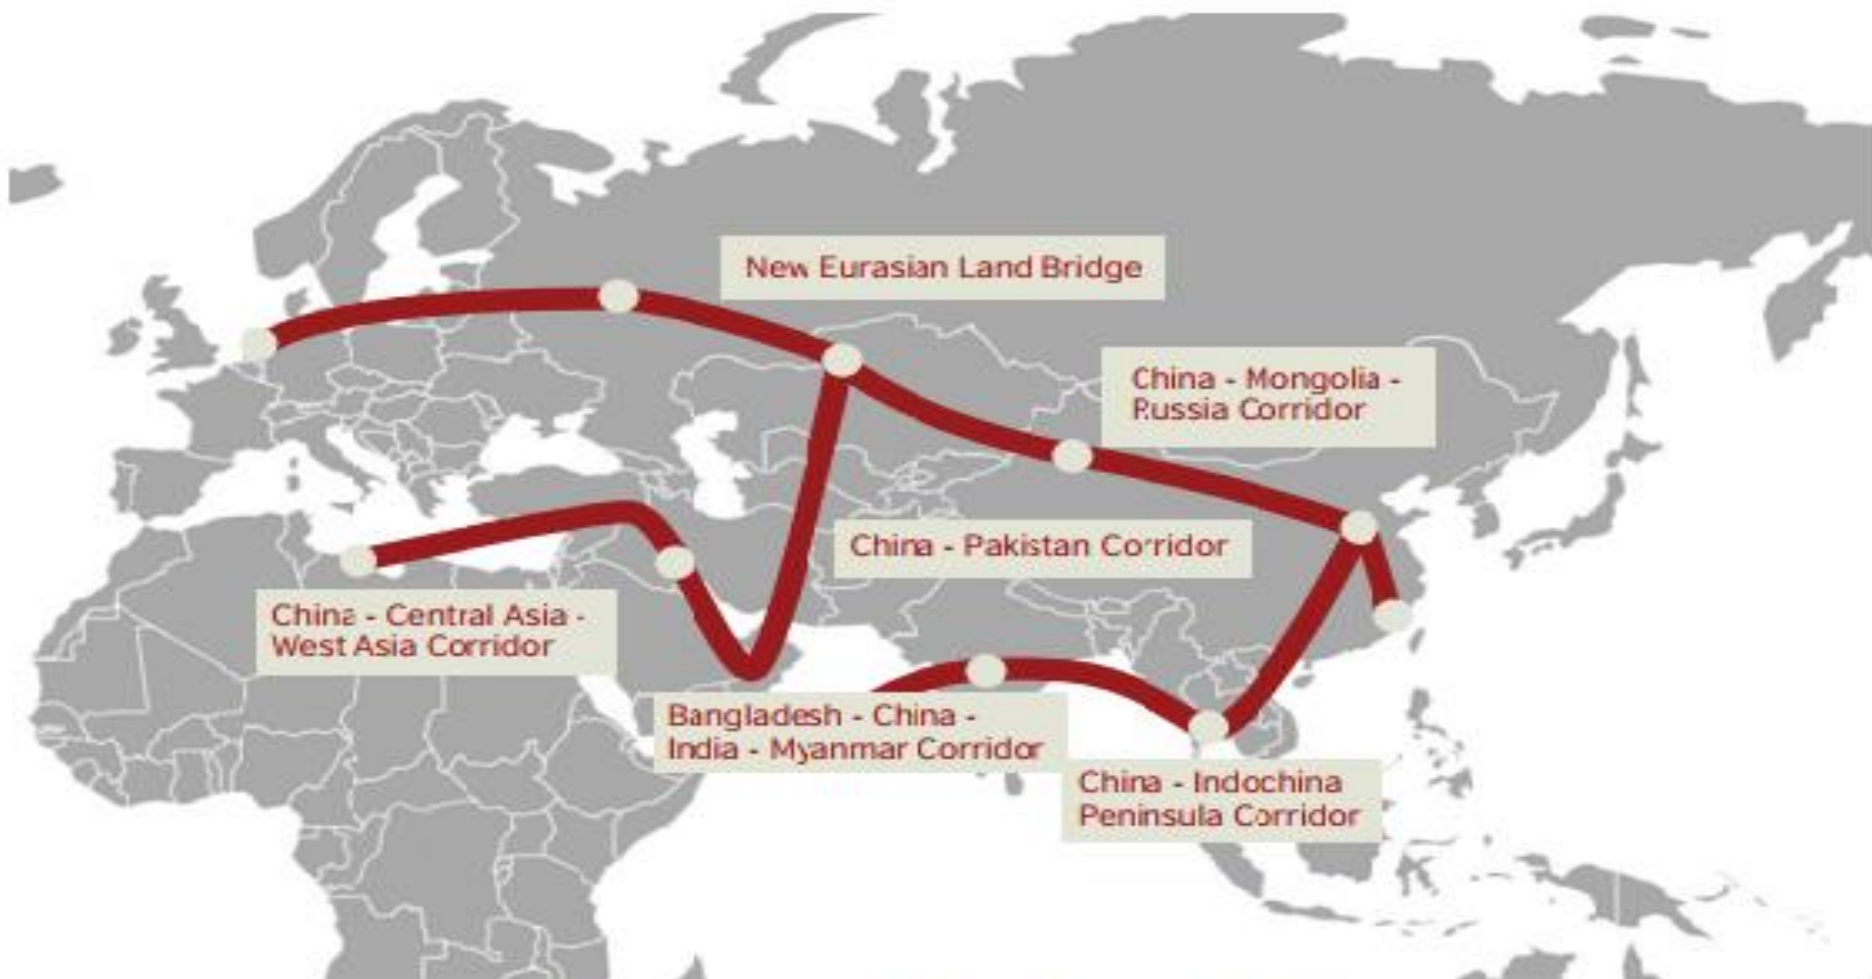 New Eurasian Land Bridge
China - Mongolia -
Russia Corridor
China - Pakistan Corridor
China - Central Asia -
West Asia Corridor
Bangladesh - China -
India - Myanmar Corridor
China - Indochina
Peninsula Corridor